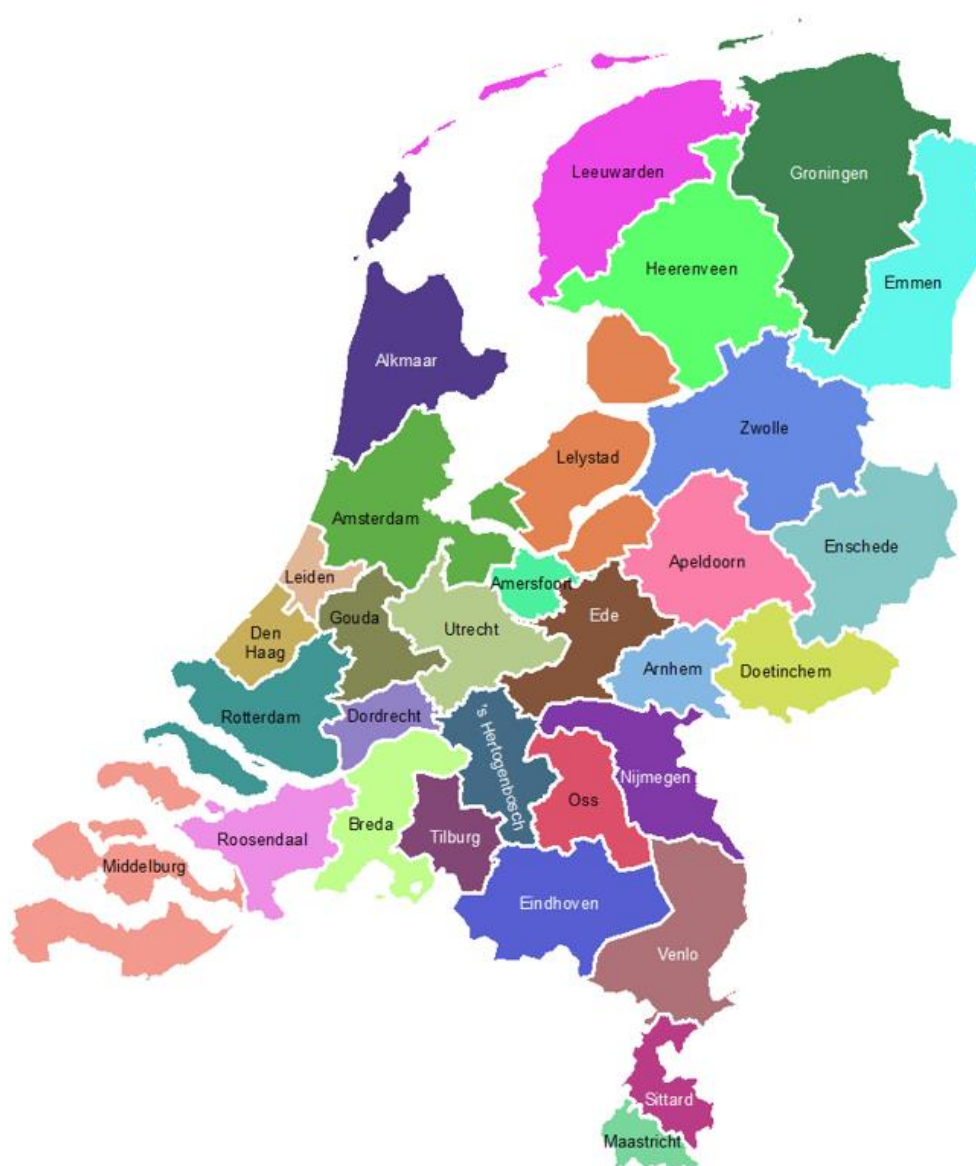 Leeuwarden
Groningen
Heerenveen
Emmen
Alkmaar
Zwolle
Lelystad
Amsterdam
Enschede
Apeldoorn
Leiden
Amersfoort
Gouda
Ede
Utrecht
Den
Haag
Arnhem
Doetinchem
Rotterdam
Dordrecht
's Hertogenbosch
Nijmegen
Oss
Breda
Tilburg
Roosendaal
Middelburg
Eindhoven
Venlo
Sittard
Maastricht